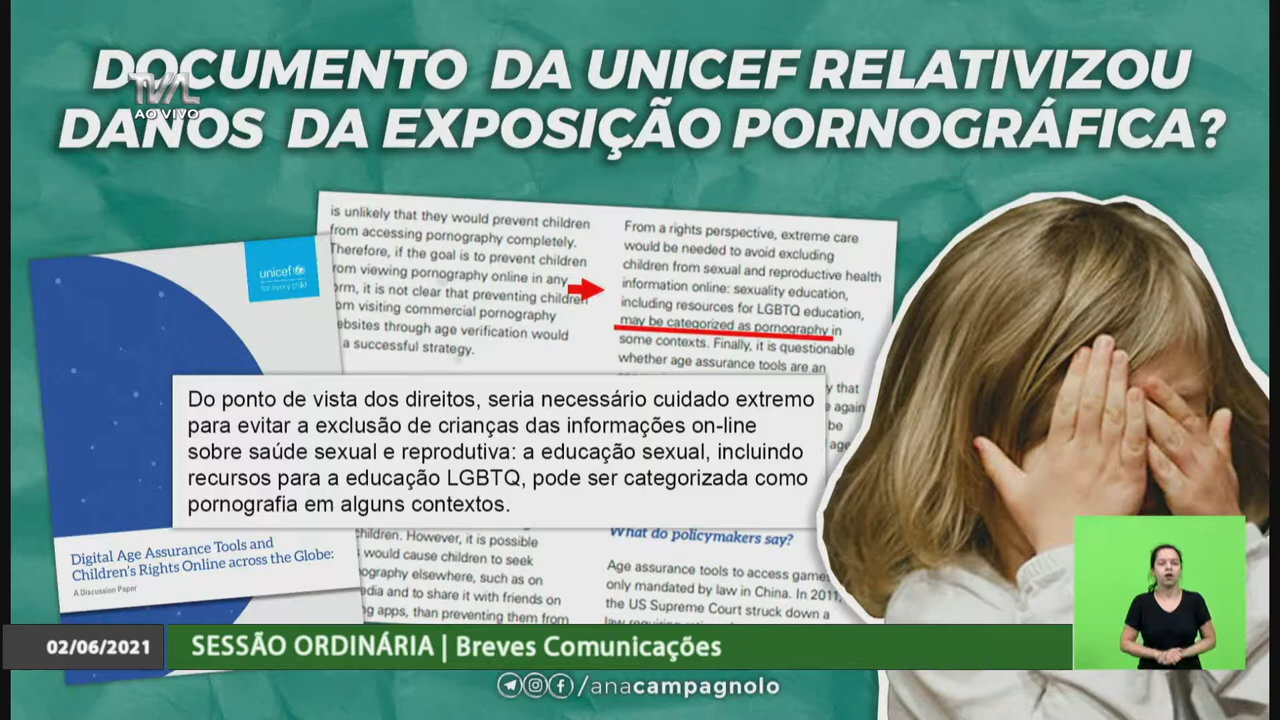 DOCUMENTO DA UNICEF RELATIVIZOU
DANOS DA EXPOSIÇÃO PORNOGRÁFICA?
TVAL
AO VIVO
is unlikely that they would prevent children
from accessing pornography completely.
Therefore, if the goal is to prevent children
from viewing pornography online in any
orm, it is not clear that preventing children
om visiting commercial pornography
ebsites through age verification would
a successful strategy.
From a rights perspective, extreme care
would be needed to avoid excluding
children from sexual and reproductive health
information online: sexuality education,
including resources for LGBTQ education,
may be categorized as pornography in
some contexts. Finally, it is questionable
whether age assurance tools are an
y that
again
be
age
unicef
for every child
Do ponto de vista dos direitos, seria necessário cuidado extremo
para evitar a exclusão de crianças das informações on-line
sobre saúde sexual e reprodutiva: a educação sexual, incluindo
recursos para a educação LGBTQ, pode ser categorizada como
pornografia em alguns contextos.
Digital Age Assurance Tools and
Children's Rights Online across the Globe:
A Discussion Paper
children. However, it is possible
would cause children to seek
ography elsewhere, such as on
dia and to share it with friends on
g apps, than preventing them from
What do policymakers say?
Age assurance tools to access games
only mandated by law in China. In 2011,
the US Supreme Court struck down a
02/06/2021
SESSÃO ORDINÁRIA | Breves Comunicações
/anacampagnolo